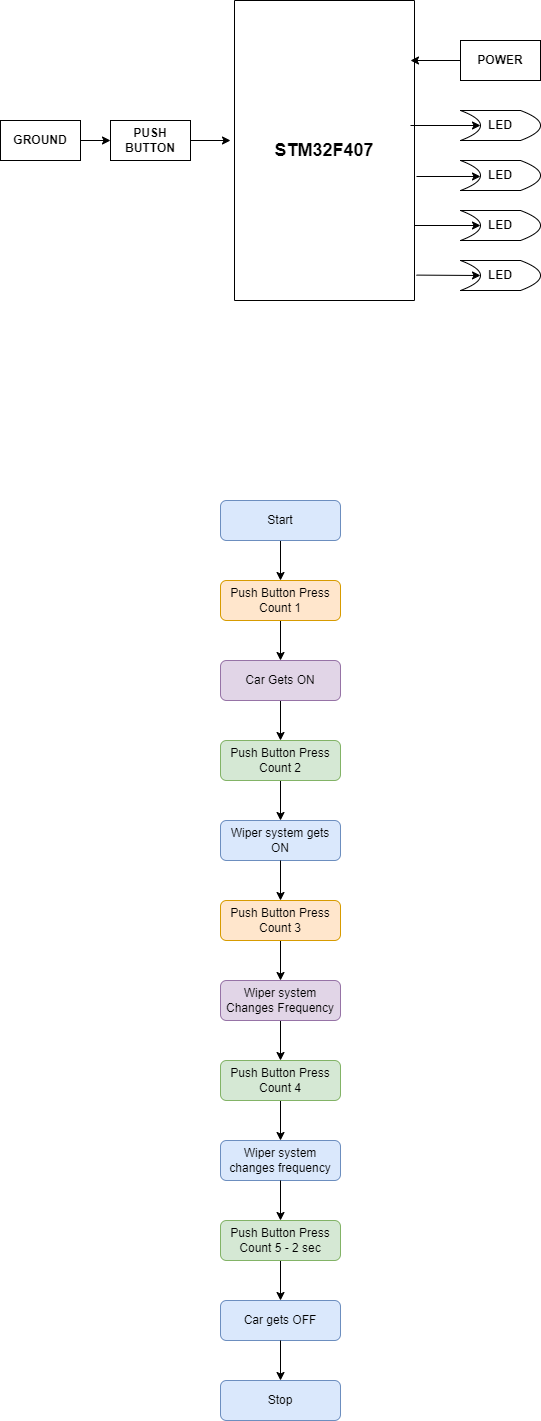 POWER
LED
GROUND
PUSH
BUTTON
STM32F407
LED
LED
LED
Start
Push Button Press
Count 1
Car Gets ON
Push Button Press
Count 2
Wiper system gets
ON
Push Button Press
Count 3
Wiper system
Changes Frequency
Push Button Press
Count 4
Wiper system
changes frequency
Push Button Press
Count 5 - 2 sec
Car gets OFF
Stop